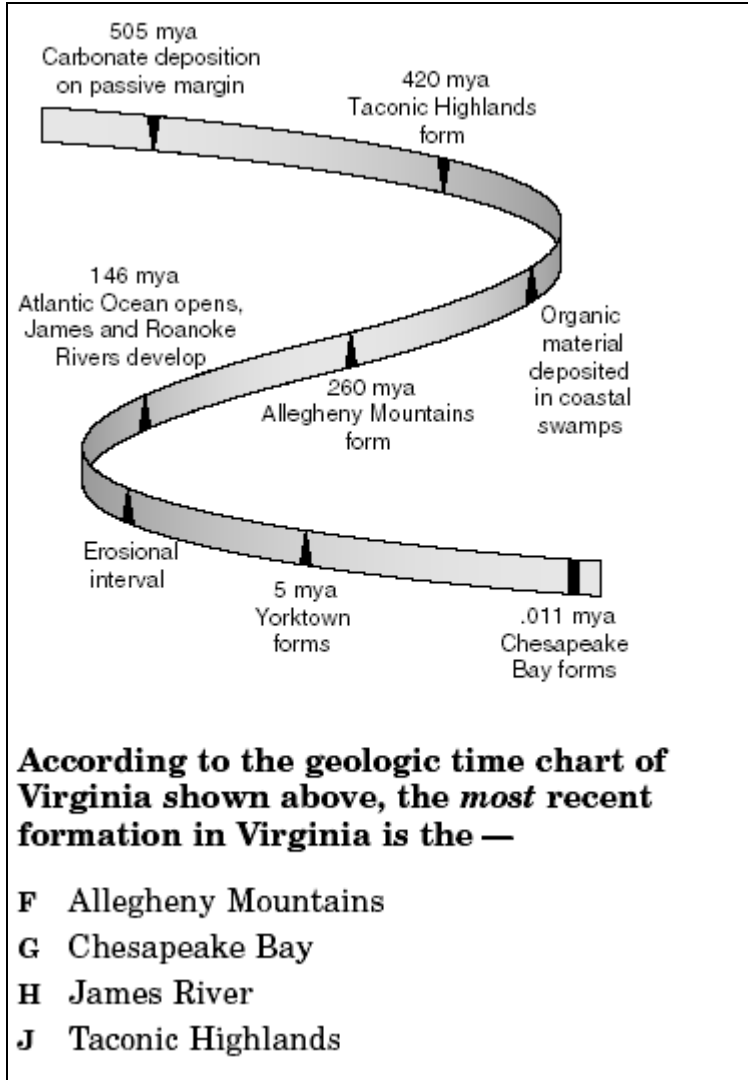 505 mya
Carbonate deposition
on passive margin
420 mya
Taconic Highlands
form
146 mya
Atlantic Ocean opens,
James and Roanoke
Rivers develop
Organic
material
deposited
in coastal
swamps
260 mya
Allegheny Mountains
form
Erosional
interval
5 mya
Yorktown
forms
.011 mya
Chesapeake
Bay forms
According to the geologic time chart of
Virginia shown above, the most recent
formation in Virginia is the —
F Allegheny Mountains
G Chesapeake Bay
H James River
J Taconic Highlands